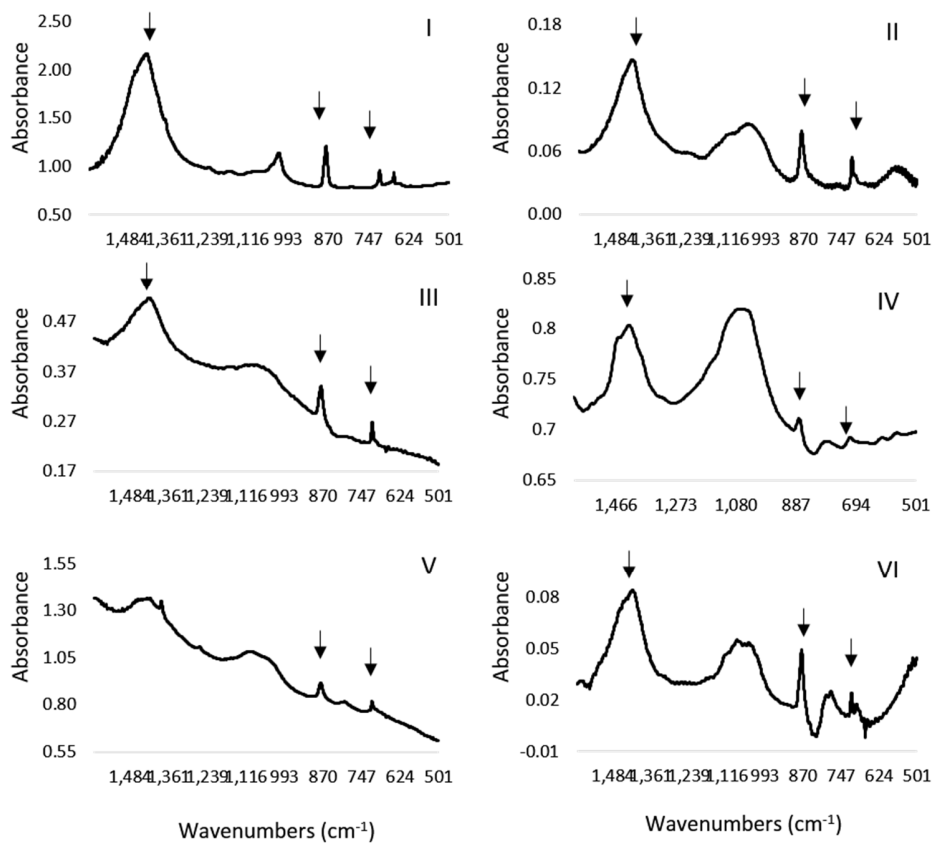 I
Absorbance
2.50
2.00
1.50
1.00
0.50
1,484 1,361 1,239 1,116 993 870 747 624 501
II
Absorbance
0.18
0.12
0.06
0.00
1,484 1,361 1,239 1,116 993 870 747 624 501
III
Absorbance
0.47
0.37
0.27
0.17
1,484 1,361 1,239 1,116 993 870 747 624 501
IV
Absorbance
0.85
0.8
0.75
0.7
0.65
1,466 1,273 1,080 887 694 501
V
Absorbance
1.55
1.30
1.05
0.80
0.55
1,484 1,361 1,239 1,116 993 870 747 624 501
Wavenumbers (cm-1)
VI
Absorbance
0.08
0.05
0.02
-0.01
1,484 1,361 1,239 1,116 993 870 747 624 501
Wavenumbers (cm-1)